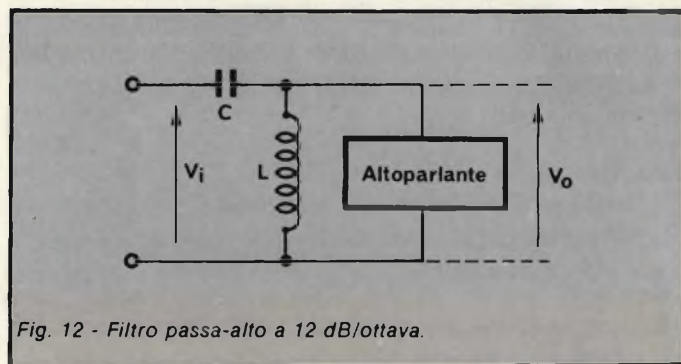 C
Vi
L
Altoparlante
Vo
Fig. 12 - Filtro passa-alto a 12 dB/ottava.